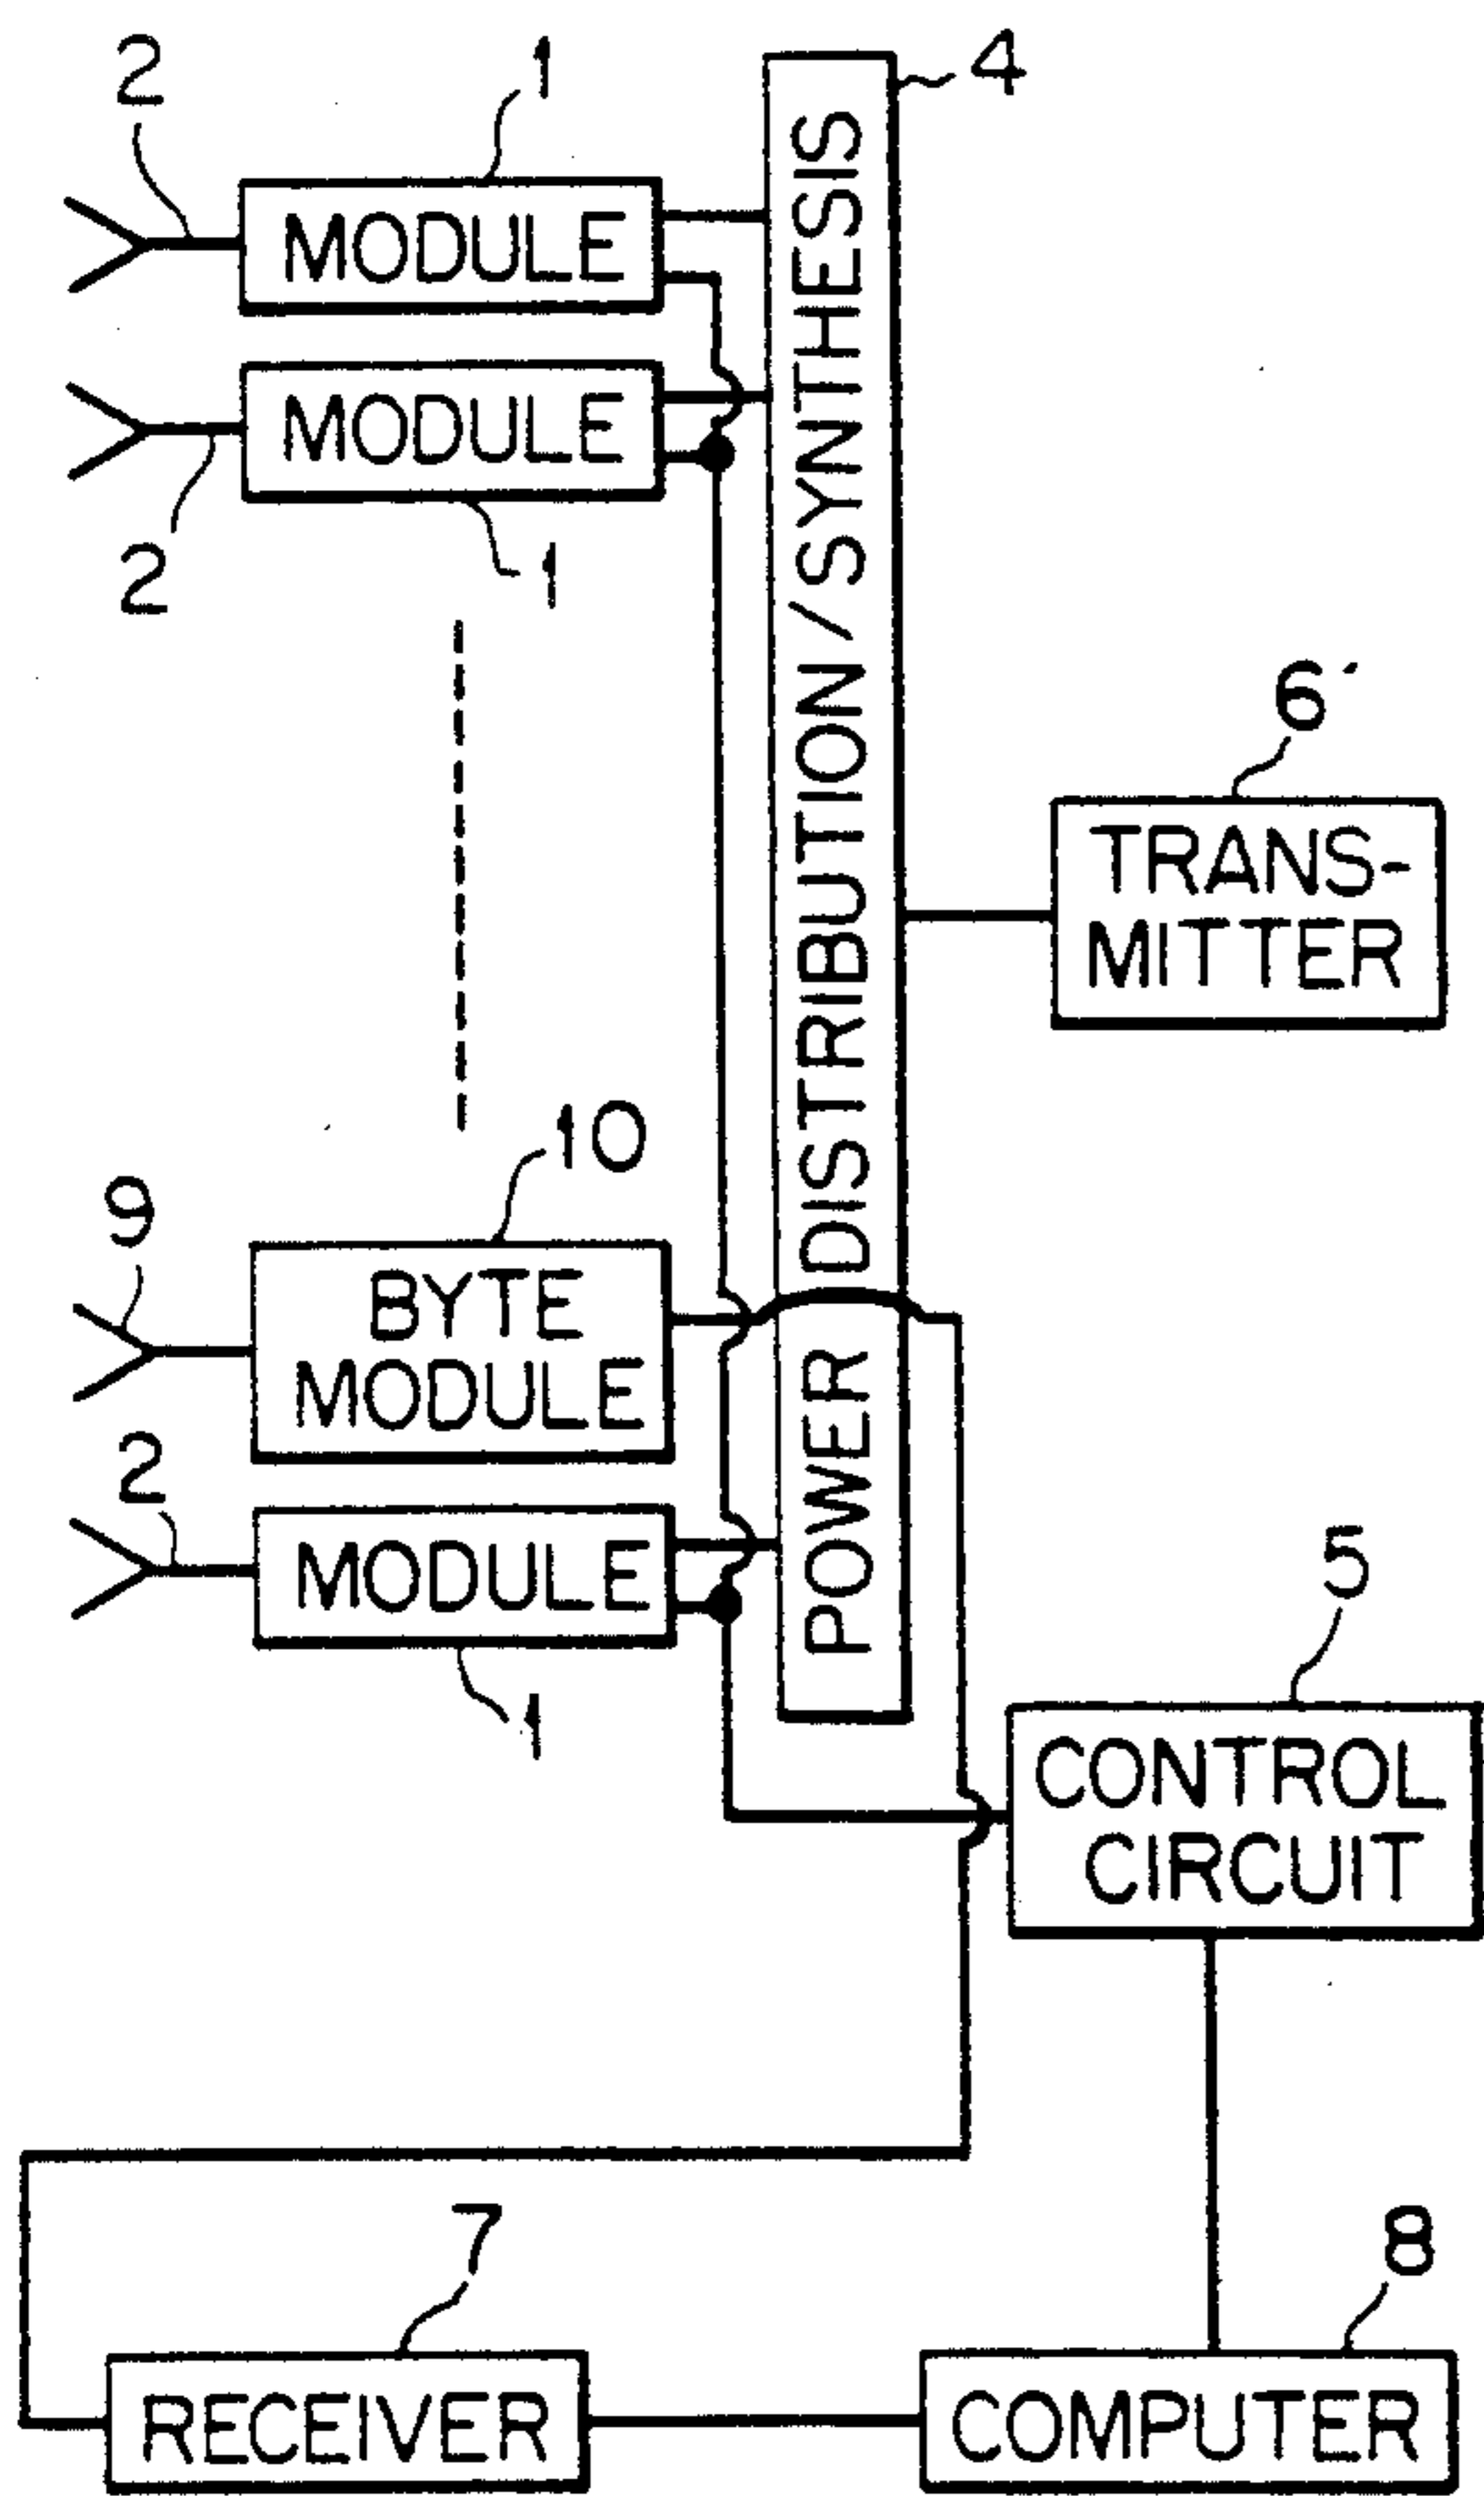 2
1
4
MODULE
MODULE
2
1
POWER DISTRIBUTION/SYNTHESIS
6'
TRANS-
MITTER
10
9
BYTE
MODULE
2
MODULE
1
5
CONTROL
CIRCUIT
7
8
RECEIVER
COMPUTER